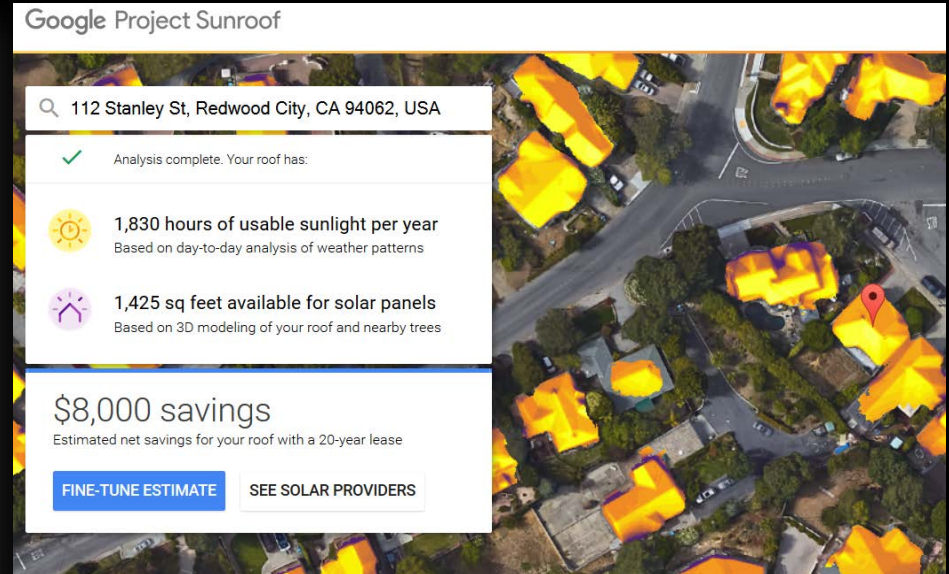 Google Project Sunroof
112 Stanley St, Redwood City, CA 94062, USA
Analysis complete. Your roof has:
1,830 hours of usable sunlight per year
Based on day-to-day analysis of weather patterns
1,425 sq feet available for solar panels
Based on 3D modeling of your roof and nearby trees
$8,000 savings
Estimated net savings for your roof with a 20-year lease
FINE-TUNE ESTIMATE
SEE SOLAR PROVIDERS